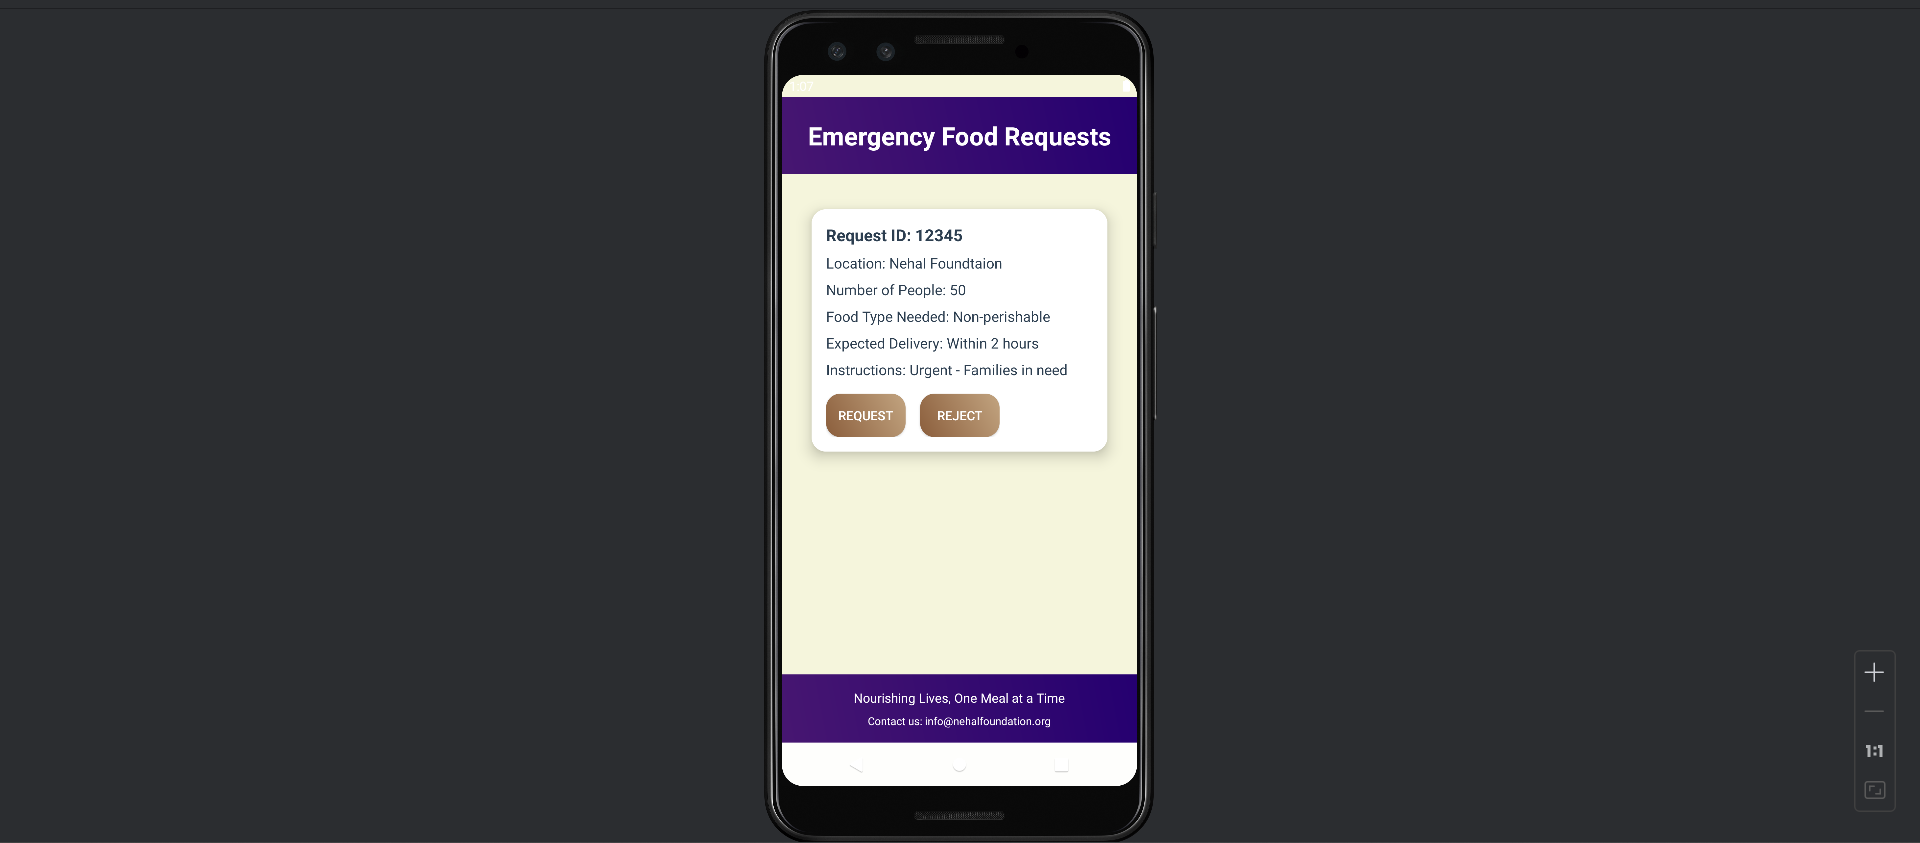 1:07
Emergency Food Requests
Request ID: 12345
Location: Nehal Foundtaion
Number of People: 50
Food Type Needed: Non-perishable
Expected Delivery: Within 2 hours
Instructions: Urgent - Families in need
REQUEST
REJECT
Nourishing Lives, One Meal at a Time
Contact us: info@nehalfoundation.org
1:1